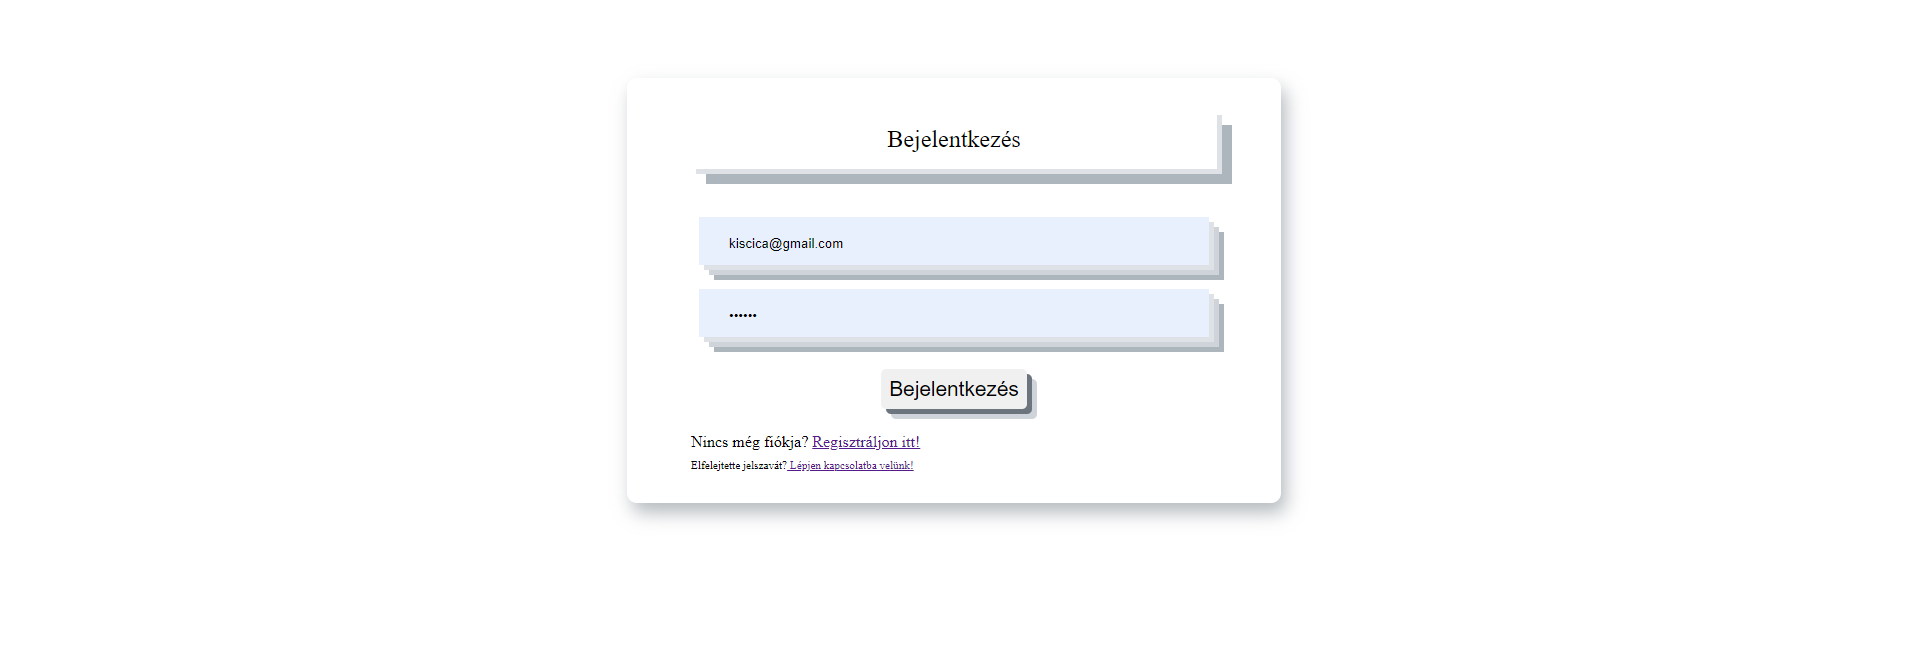 Bejelentkezés
kiscica@gmail.com
••••••
Bejelentkezés
Nincs még fiókja? Regisztráljon itt!
Elfelejtette jelszavát? Lépjen kapcsolatba velünk!